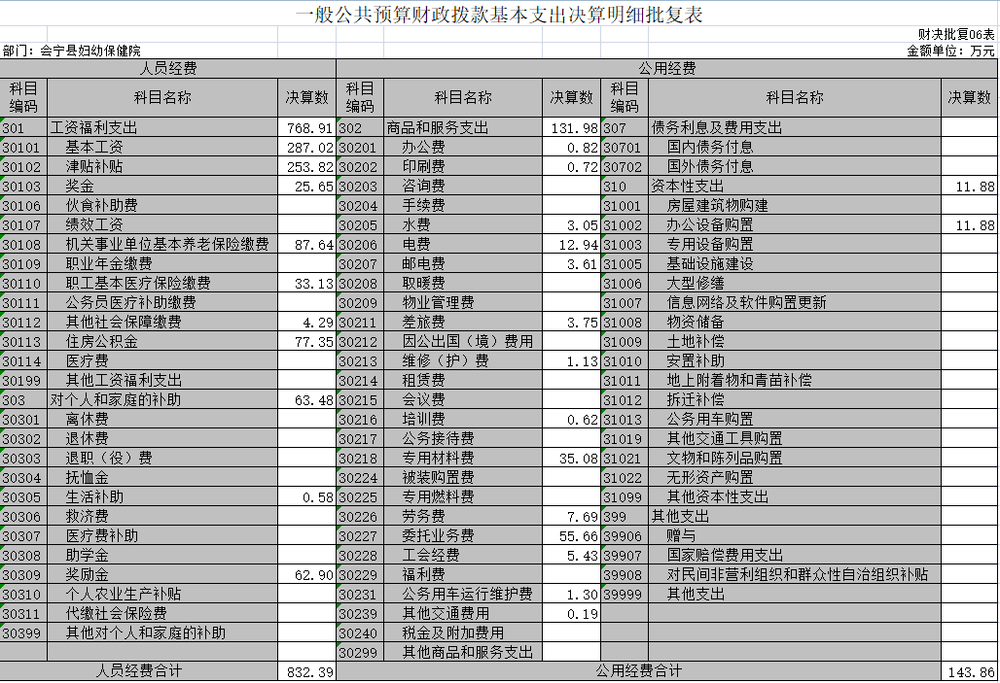 一般公共预算财政拨款基本支出决算明细批复表
财决批复06表
部门：会宁县妇幼保健院 金额单位：万元
人员经费 公用经费
科目编码 科目名称 决算数 科目编码 科目名称 决算数 科目编码 科目名称 决算数
301 工资福利支出 768.91 302 商品和服务支出 131.98 307 债务利息及费用支出
30101 基本工资 287.02 30201 办公费 0.82 30701 国内债务付息
30102 津贴补贴 253.82 30202 印刷费 0.72 30702 国外债务付息
30103 奖金 25.65 30203 咨询费 310 资本性支出 11.88
30106 伙食补助费 30204 手续费 31001 房屋建筑物购建
30107 绩效工资 30205 水费 3.05 31002 办公设备购置 11.88
30108 机关事业单位基本养老保险缴费 87.64 30206 电费 12.94 31003 专用设备购置
30109 职业年金缴费 30207 邮电费 3.61 31005 基础设施建设
30110 职工基本医疗保险缴费 33.13 30208 取暖费 31006 大型修缮
30111 公务员医疗补助缴费 30209 物业管理费 31007 信息网络及软件购置更新
30112 其他社会保障缴费 4.29 30211 差旅费 3.75 31008 物资储备
30113 住房公积金 77.35 30212 因公出国（境）费用 31009 土地补偿
30114 医疗费 30213 维修（护）费 1.13 31010 安置补助
30199 其他工资福利支出 30214 租赁费 31011 地上附着物和青苗补偿
303 对个人和家庭的补助 63.48 30215 会议费 31012 拆迁补偿
30301 离休费 30216 培训费 0.62 31013 公务用车购置
30302 退休费 30217 公务接待费 31019 其他交通工具购置
30303 退职（役）费 30218 专用材料费 35.08 31021 文物和陈列品购置
30304 抚恤金 30224 被装购置费 31022 无形资产购置
30305 生活补助 0.58 30225 专用燃料费 31099 其他资本性支出
30306 救济费 30226 劳务费 7.69 399 其他支出
30307 医疗费补助 30227 委托业务费 55.66 39906 赠与
30308 助学金 30228 工会经费 5.43 39907 国家赔偿费用支出
30309 奖励金 62.90 30229 福利费 39908 对民间非营利组织和群众性自治组织补贴
30310 个人农业生产补贴 30231 公务用车运行维护费 1.30 39999 其他支出
30311 代缴社会保险费 30239 其他交通费用 0.19
30399 其他对个人和家庭的补助 30240 税金及附加费用
30299 其他商品和服务支出
人员经费合计 832.39 公用经费合计 143.86